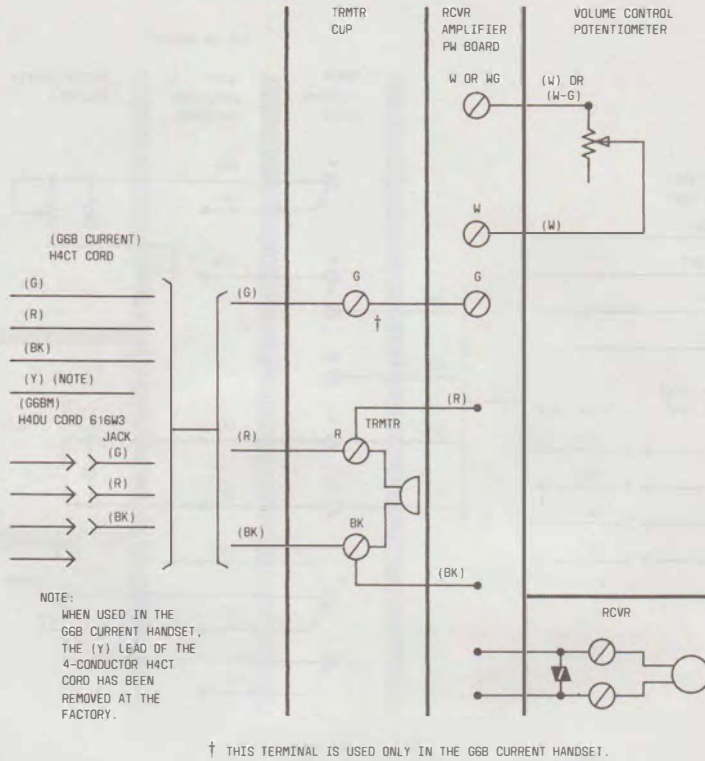 TRMTR
CUP
RCVR
AMPLIFIER
PW BOARD
VOLUME CONTROL
POTENTIOMETER
W OR WG
(W) OR
(W-G)
W
(W)
(G6B CURRENT)
H4CT CORD
(G)
(R)
(BK)
(Y) (NOTE)
(G6BM)
H4DU CORD 616W3
JACK
(G)
(R)
(BK)
(G)
G
G
†
(R)
R
TRMTR
(R)
(BK)
BK
(BK)
NOTE:
WHEN USED IN THE
G6B CURRENT HANDSET,
THE (Y) LEAD OF THE
4-CONDUCTOR H4CT
CORD HAS BEEN
REMOVED AT THE
FACTORY.
RCVR
† THIS TERMINAL IS USED ONLY IN THE G6B CURRENT HANDSET.